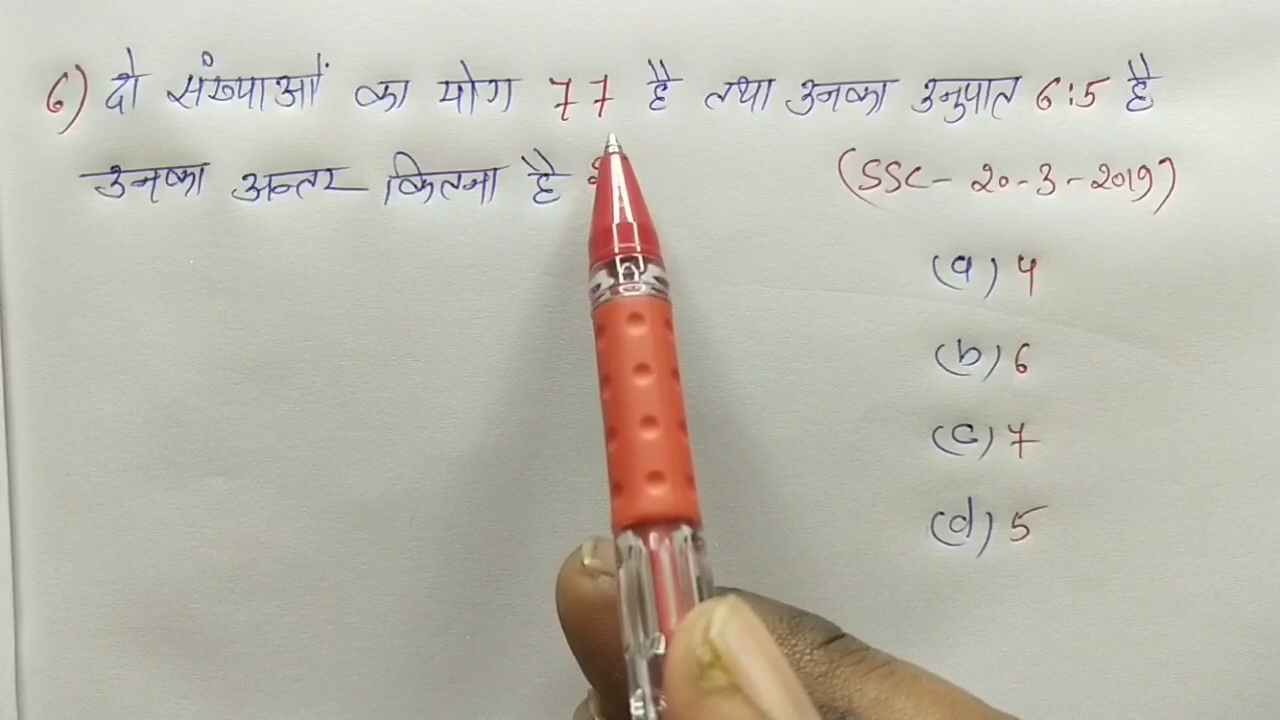 6) दो संख्याओं का योग 77 है तथा उनका अनुपात 6:5 है
उनका अन्तर कितना है ?
(SSC - 20-3-2019)
(a) 4
(b) 6
(c) 7
(d) 5